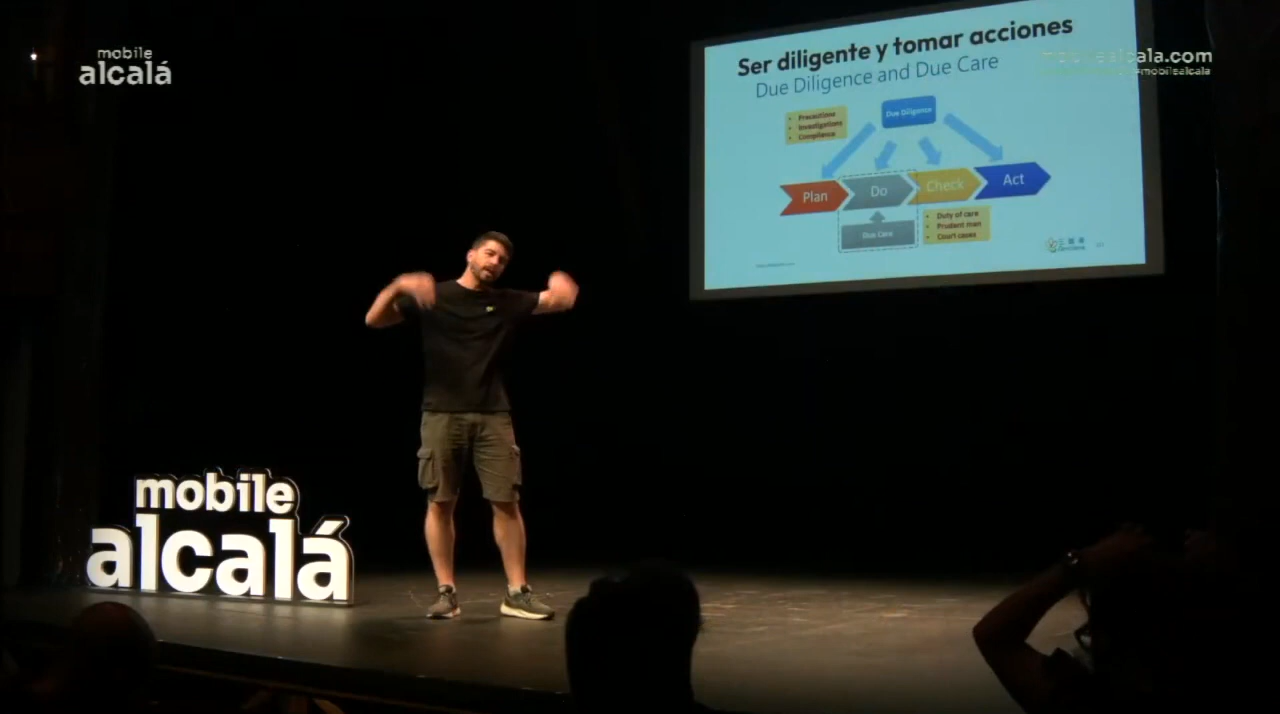 mobile
alcalá
mobilealcala.com
Ser diligente y tomar acciones
Due Diligence and Due Care
Due Diligence
Precautions
Investigations
Compliance
Plan
Do
Check
Act
Due Care
Duty of care
Prudent man
Court cases
mobile
alcalá